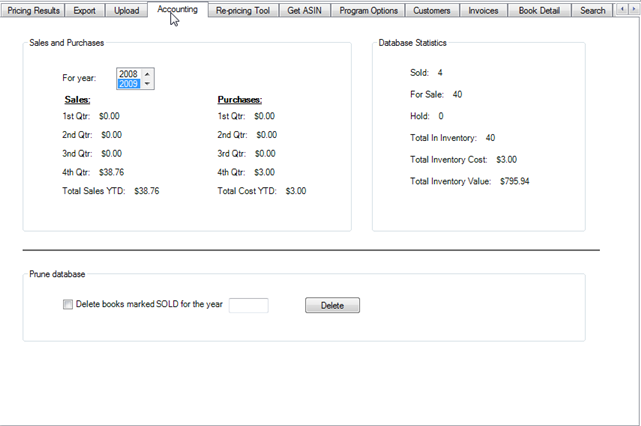 Pricing Results Export Upload Accounting Re-pricing Tool Get ASIN Program Options Customers Invoices Book Detail Search
Sales and Purchases
For year: 2008
2009
Sales:
1st Qtr: $0.00
2nd Qtr: $0.00
3nd Qtr: $0.00
4th Qtr: $38.76
Total Sales YTD: $38.76
Purchases:
1st Qtr: $0.00
2nd Qtr: $0.00
3rd Qtr: $0.00
4th Qtr: $3.00
Total Cost YTD: $3.00
Database Statistics
Sold: 4
For Sale: 40
Hold: 0
Total In Inventory: 40
Total Inventory Cost: $3.00
Total Inventory Value: $795.94
Prune database
Delete books marked SOLD for the year
Delete